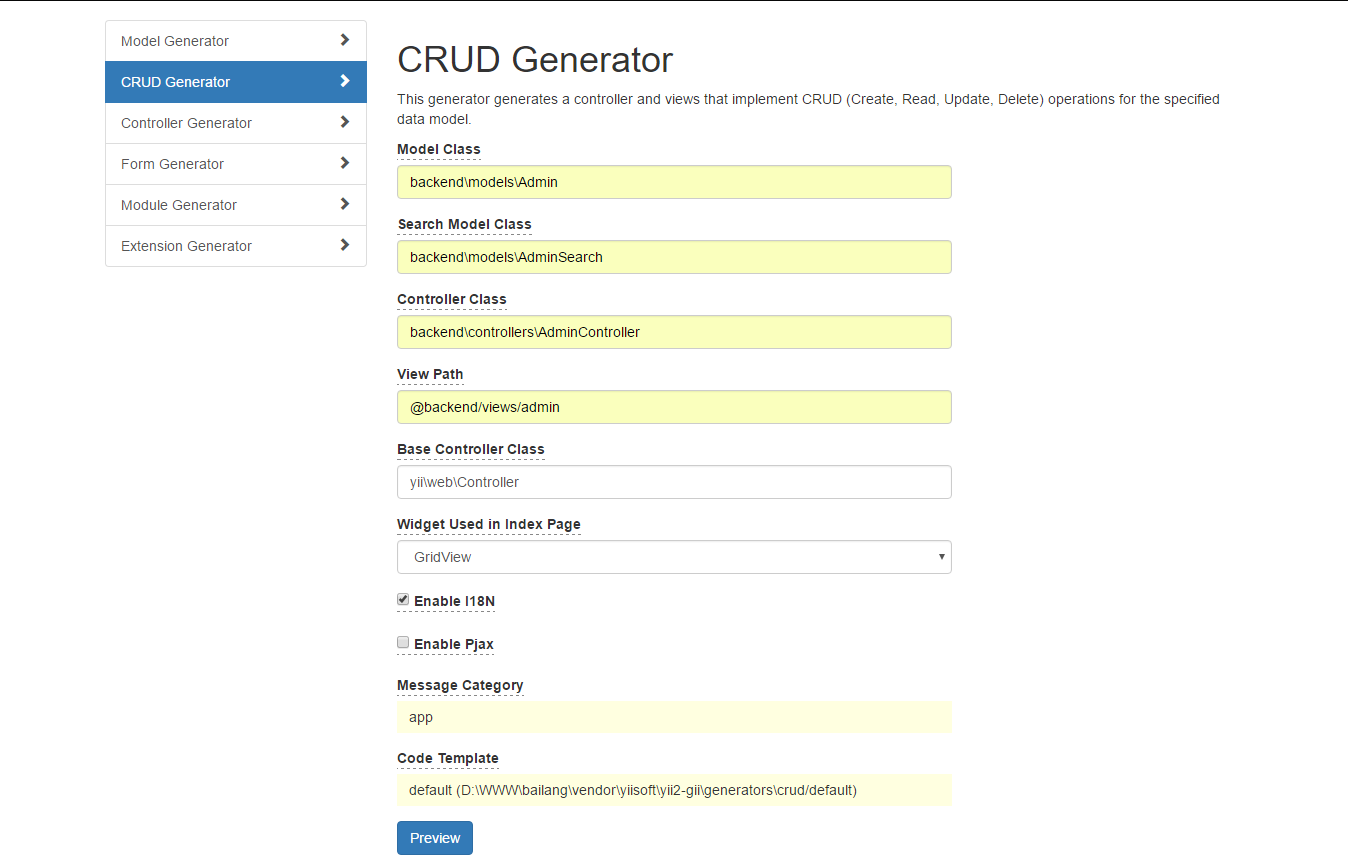 Model Generator
CRUD Generator
Controller Generator
Form Generator
Module Generator
Extension Generator
CRUD Generator
This generator generates a controller and views that implement CRUD (Create, Read, Update, Delete) operations for the specified
data model.
Model Class
backend\models\Admin
Search Model Class
backend\models\AdminSearch
Controller Class
backend\controllers\AdminController
View Path
@backend/views/admin
Base Controller Class
yii\web\Controller
Widget Used in Index Page
GridView
Enable I18N
Enable Pjax
Message Category
app
Code Template
default (D:\WWW\bailang\vendor\yiisoft\yii2-gii\generators\crud/default)
Preview